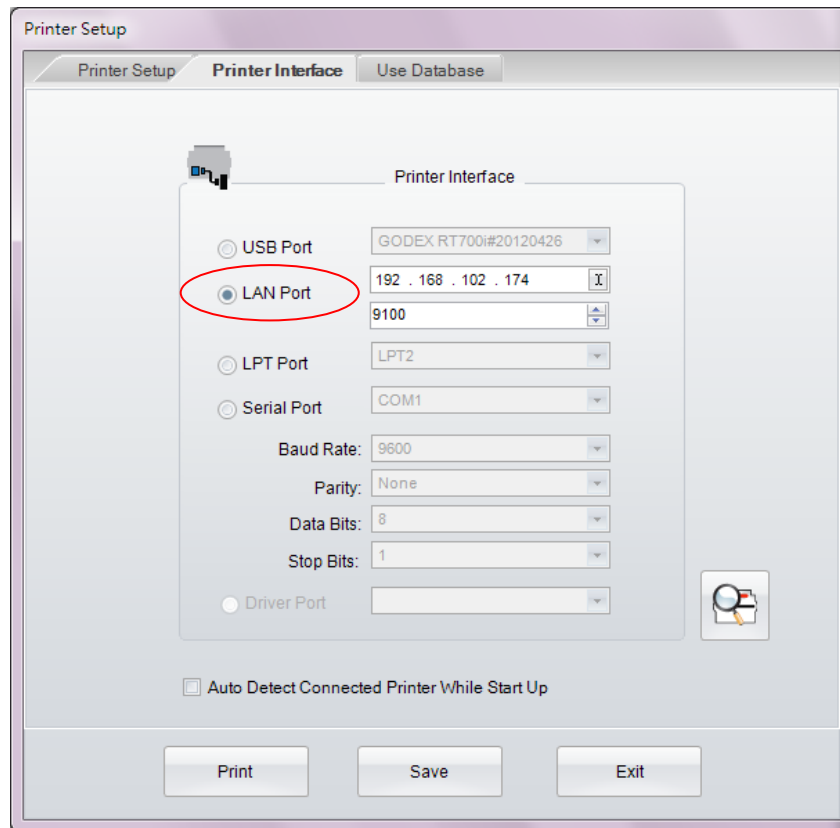 Printer Setup
Printer Setup Printer Interface Use Database
Printer Interface
USB Port GODEX RT700i#20120426
LAN Port 192 . 168 . 102 . 174
9100
LPT Port LPT2
Serial Port COM1
Baud Rate: 9600
Parity: None
Data Bits: 8
Stop Bits: 1
Driver Port
Auto Detect Connected Printer While Start Up
Print Save Exit